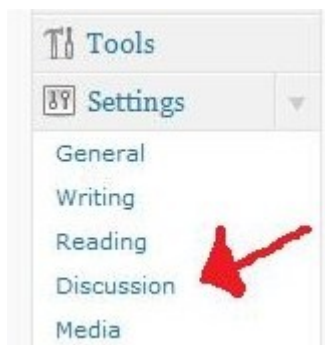 Tools
Settings
General
Writing
Reading
Discussion
Media